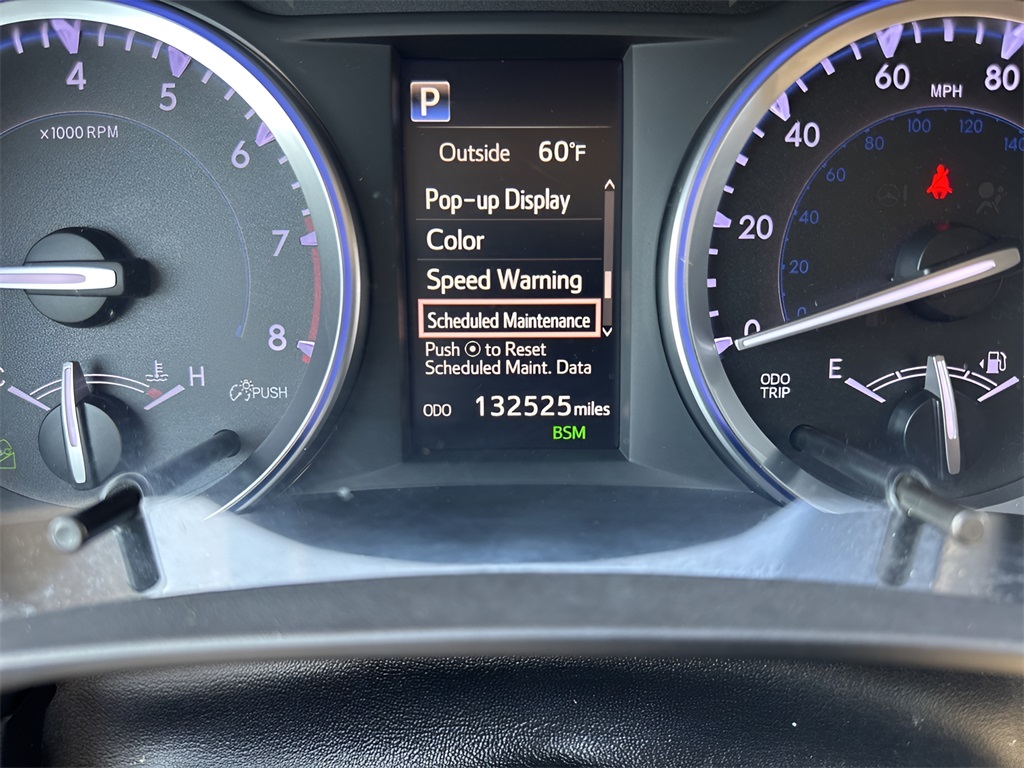 4
5
6
7
8
x1000 RPM
H
PUSH
P
Outside 60°F
Pop-up Display
Color
Speed Warning
Scheduled Maintenance
Push to Reset
Scheduled Maint. Data
ODO 132525 miles
BSM
0
20
40
60
80
MPH
0
20
40
60
80
100
120
140
ODO
TRIP
E